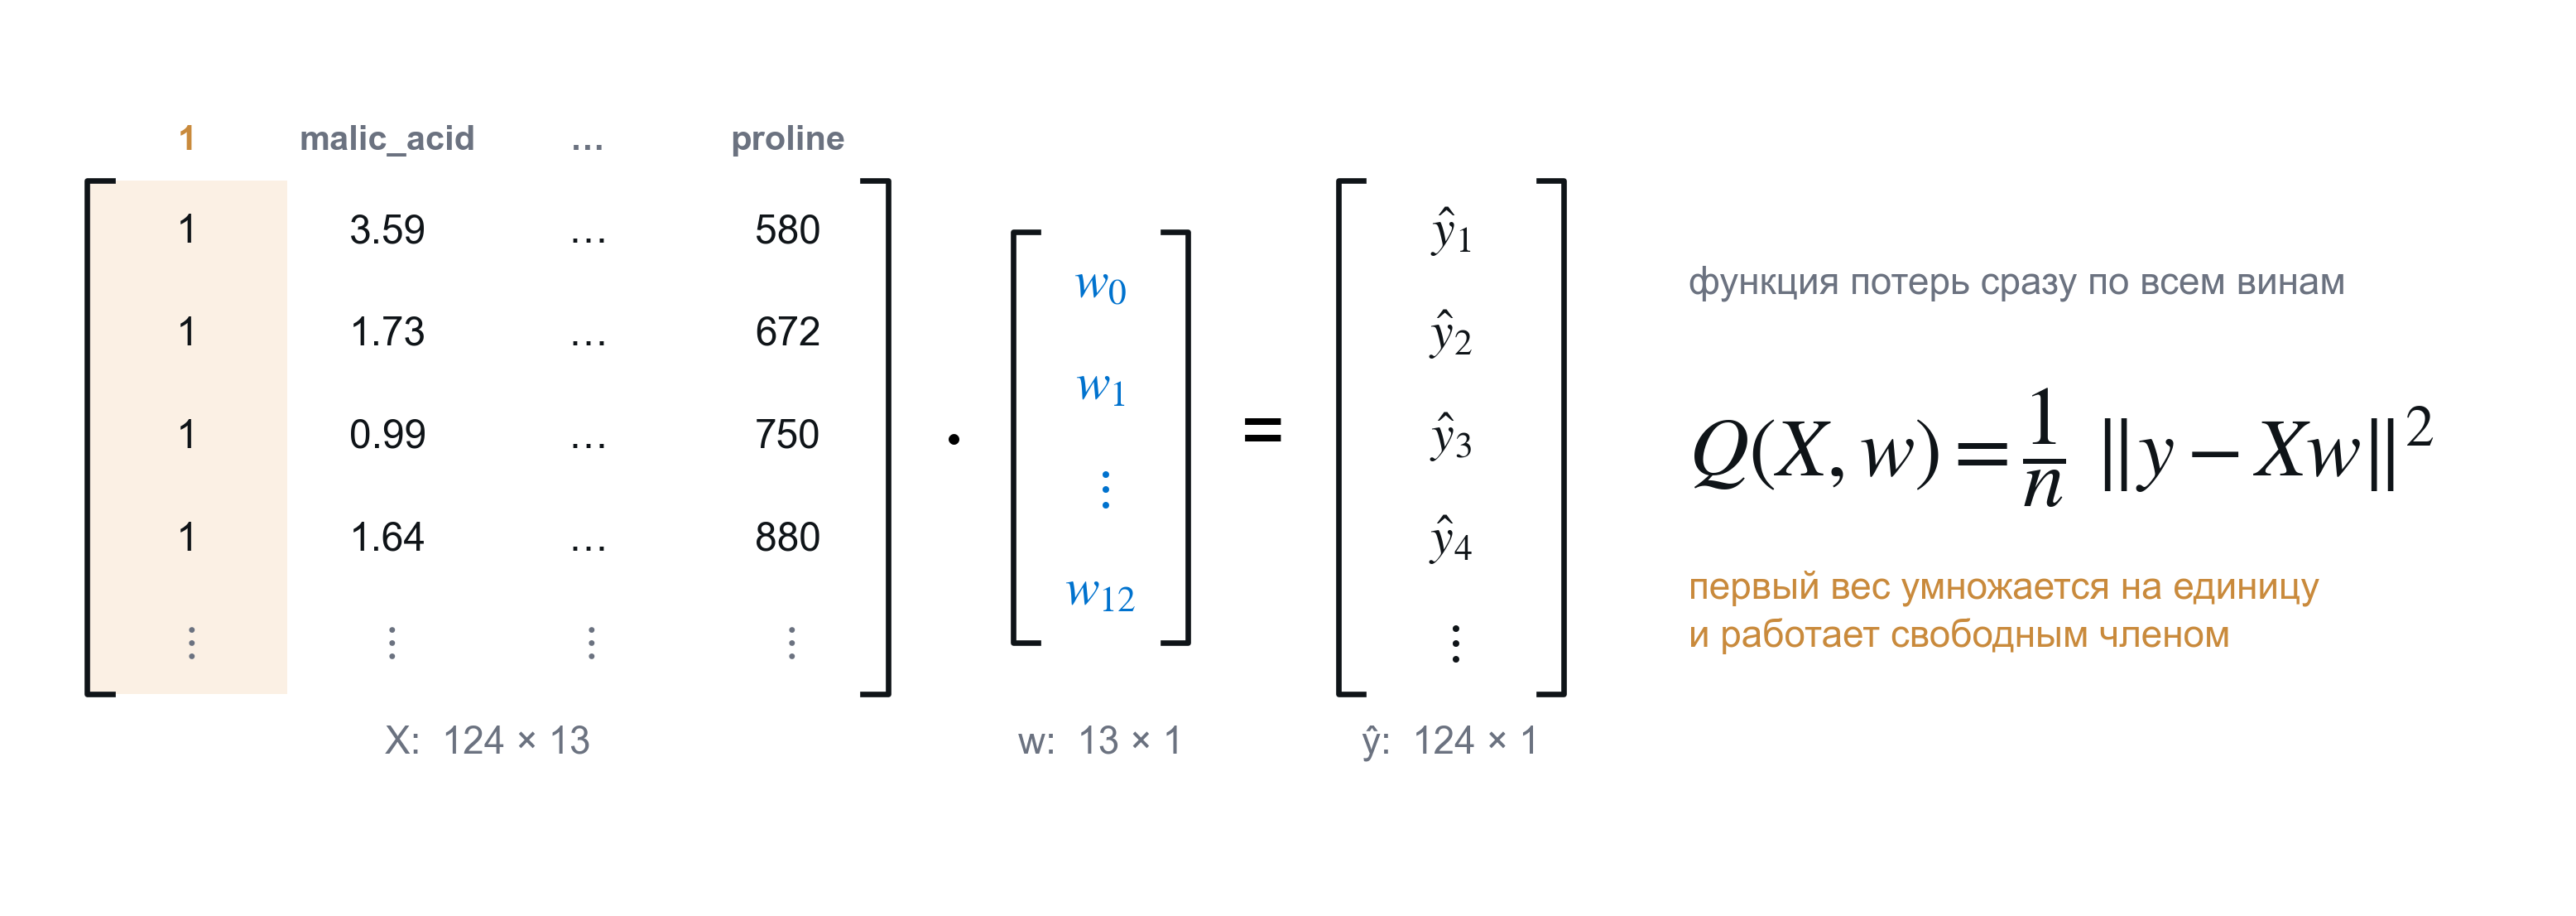 1 malic_acid … proline
1 3.59 … 580
1 1.73 … 672
1 0.99 … 750
1 1.64 … 880
⋮ ⋮ ⋮ ⋮
X: 124 × 13
·
w₀
w₁
⋮
w₁₂
w: 13 × 1
=
ŷ₁
ŷ₂
ŷ₃
ŷ₄
⋮
ŷ: 124 × 1
функция потерь сразу по всем винам
Q(X, w) = 1/n ||y − Xw||²
первый вес умножается на единицу
и работает свободным членом